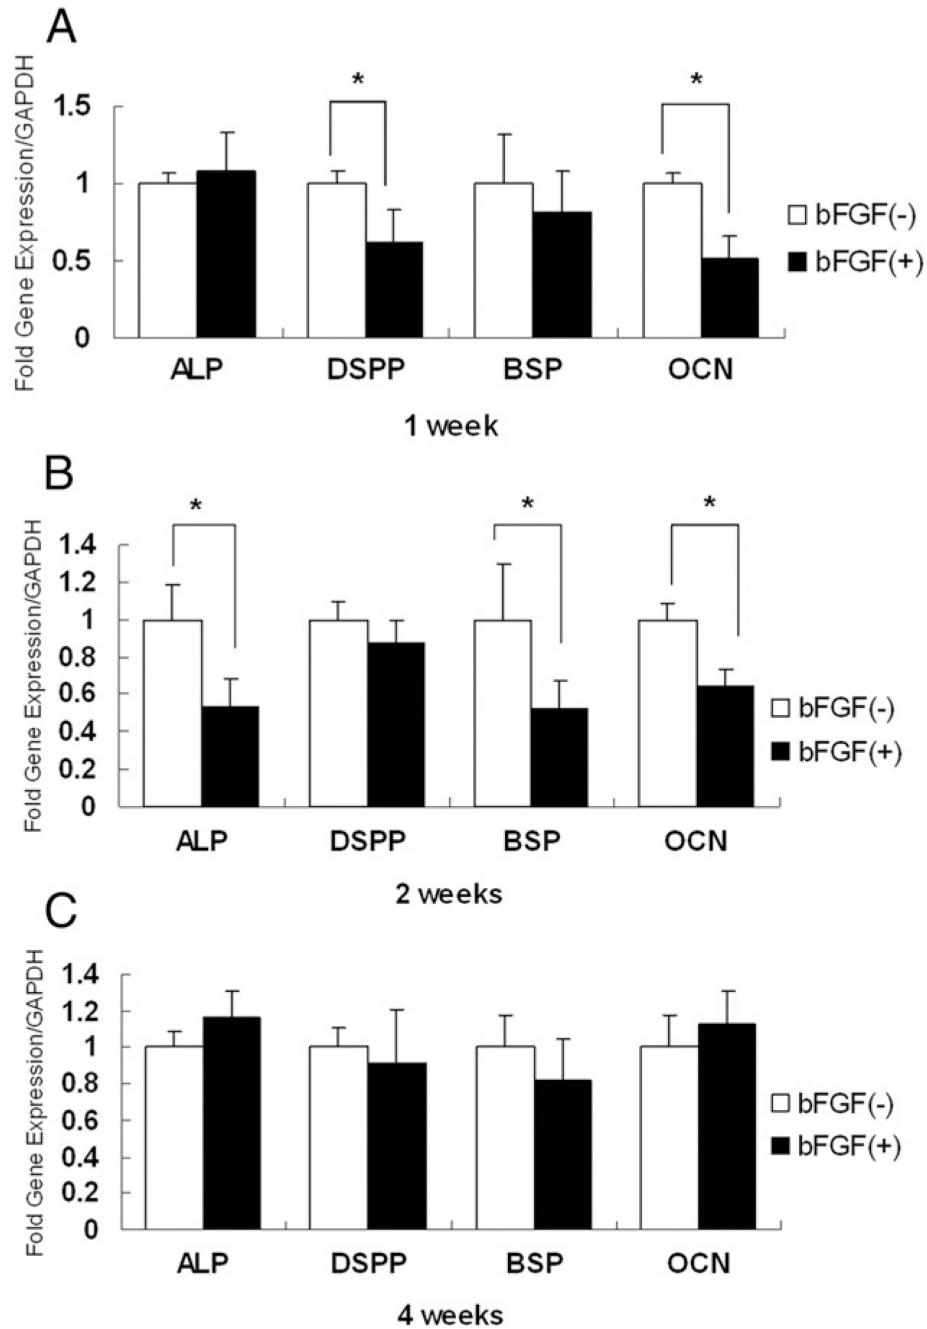 A
Fold Gene Expression/GAPDH
* *
1.5
1
0.5
0
bFGF(-)
bFGF(+)
ALP DSPP BSP OCN
1 week
B
Fold Gene Expression/GAPDH
* * *
1.4
1.2
1
0.8
0.6
0.4
0.2
0
bFGF(-)
bFGF(+)
ALP DSPP BSP OCN
2 weeks
C
Fold Gene Expression/GAPDH
1.4
1.2
1
0.8
0.6
0.4
0.2
0
bFGF(-)
bFGF(+)
ALP DSPP BSP OCN
4 weeks